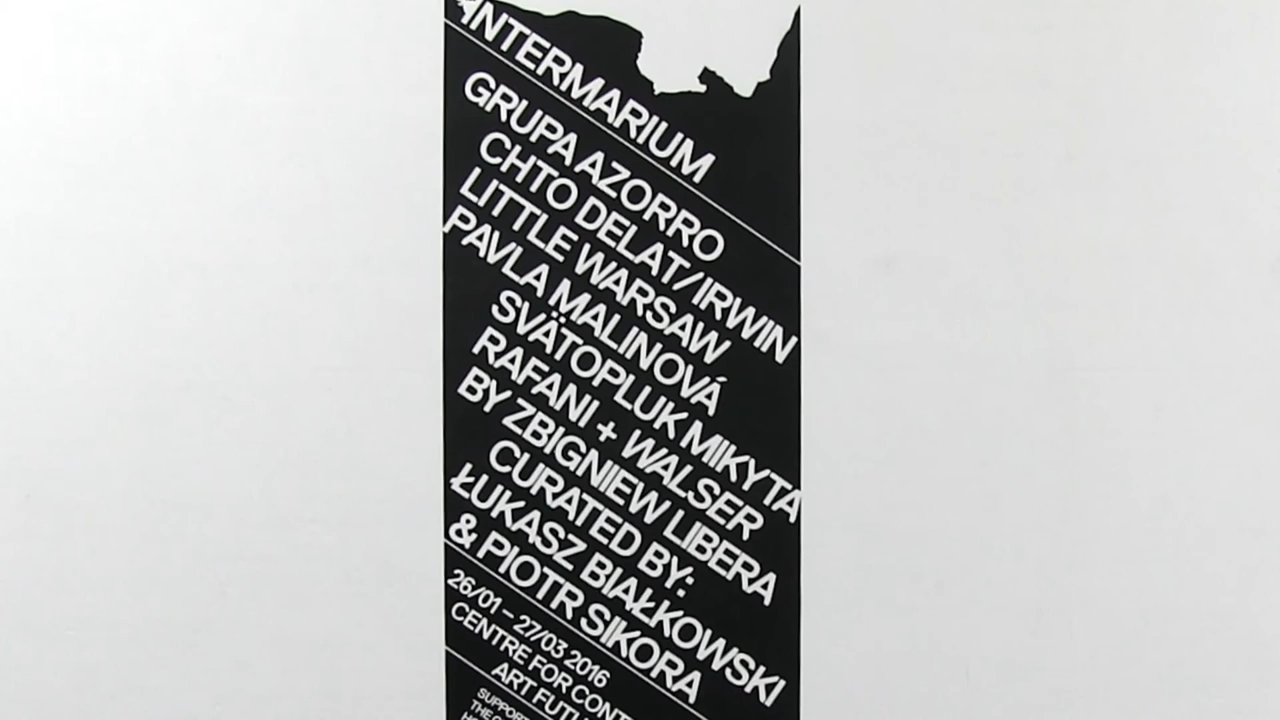 INTERMARIUM
GRUPA AZORRO
CHTO DELAT/IRWIN
LITTLE WARSAW
PAVLA MALINOVÁ
SVÄTOPLUK MIKYTA
RAFANI + WALSER
BY ZBIGNIEW LIBERA
CURATED BY:
ŁUKASZ BIAŁKOWSKI
& PIOTR SIKORA
26/01 – 27/03 2016
CENTRE FOR CONT
ART FUTU
SUPPORT
THE